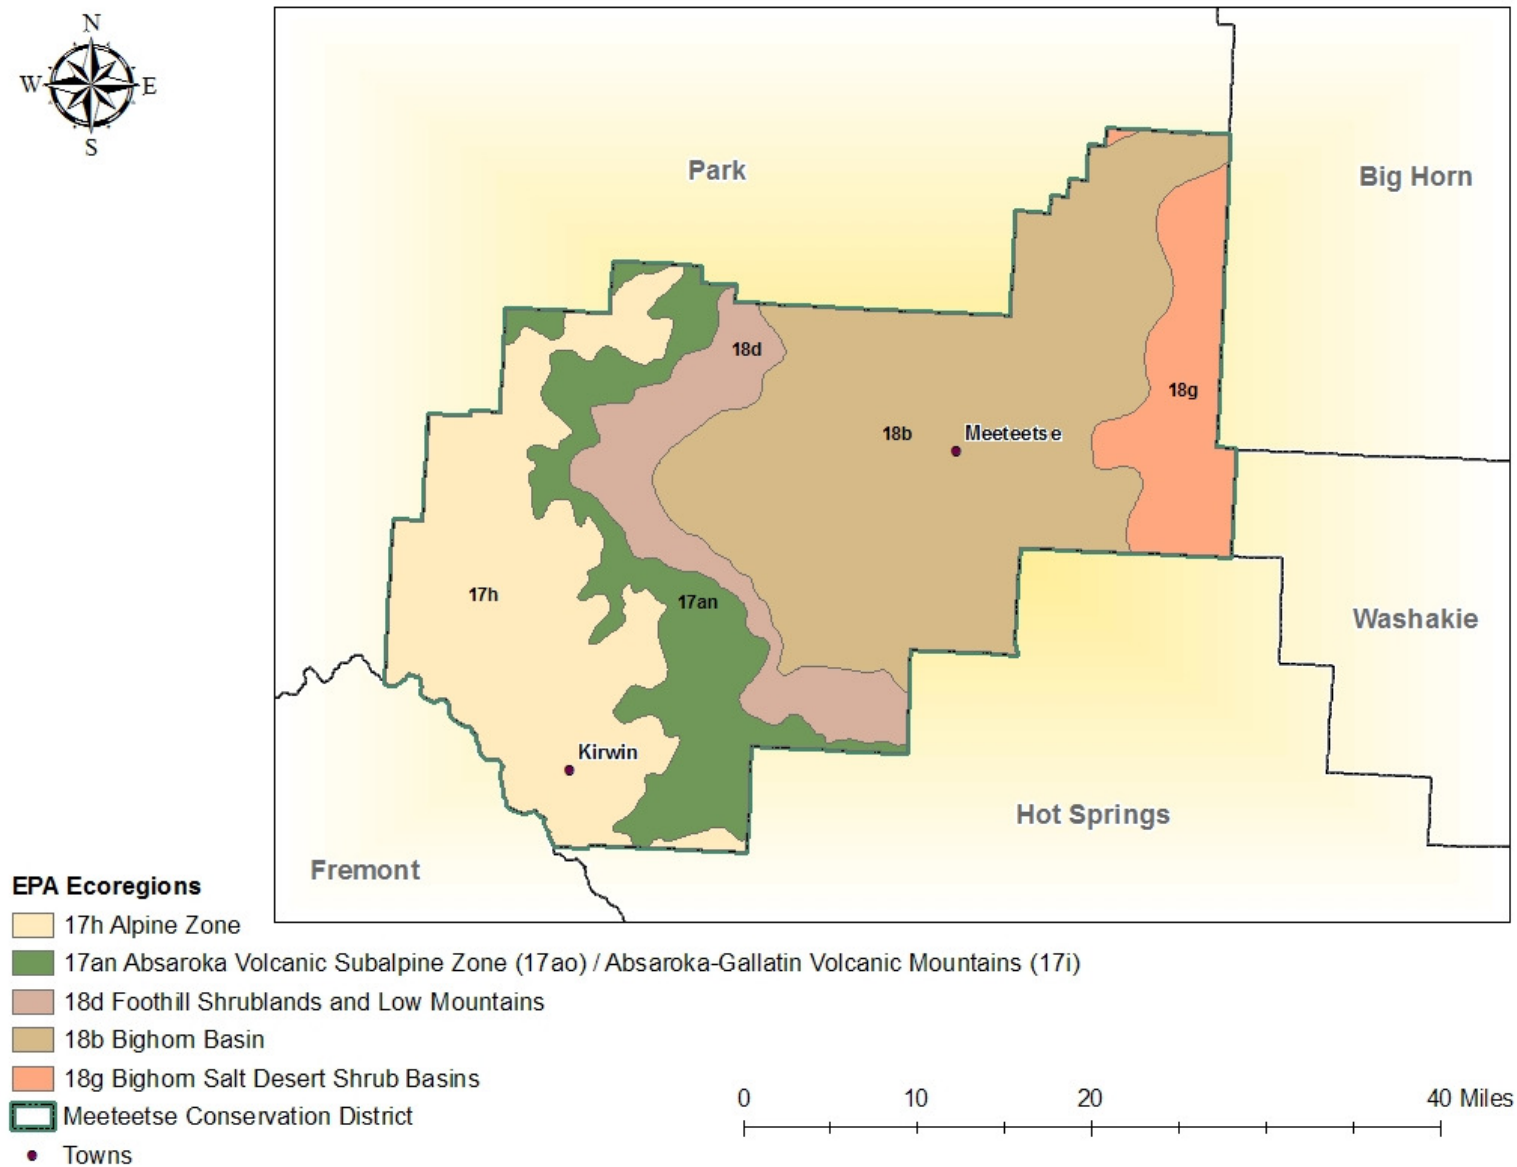 N
W E
S
Park
Big Horn
18d
18g
18b
Meeteetse
17h
17an
Washakie
Kirwin
Hot Springs
Fremont
EPA Ecoregions
17h Alpine Zone
17an Absaroka Volcanic Subalpine Zone (17ao) / Absaroka-Gallatin Volcanic Mountains (17i)
18d Foothill Shrublands and Low Mountains
18b Bighorn Basin
18g Bighorn Salt Desert Shrub Basins
Meeteetse Conservation District
Towns
0 10 20 40 Miles